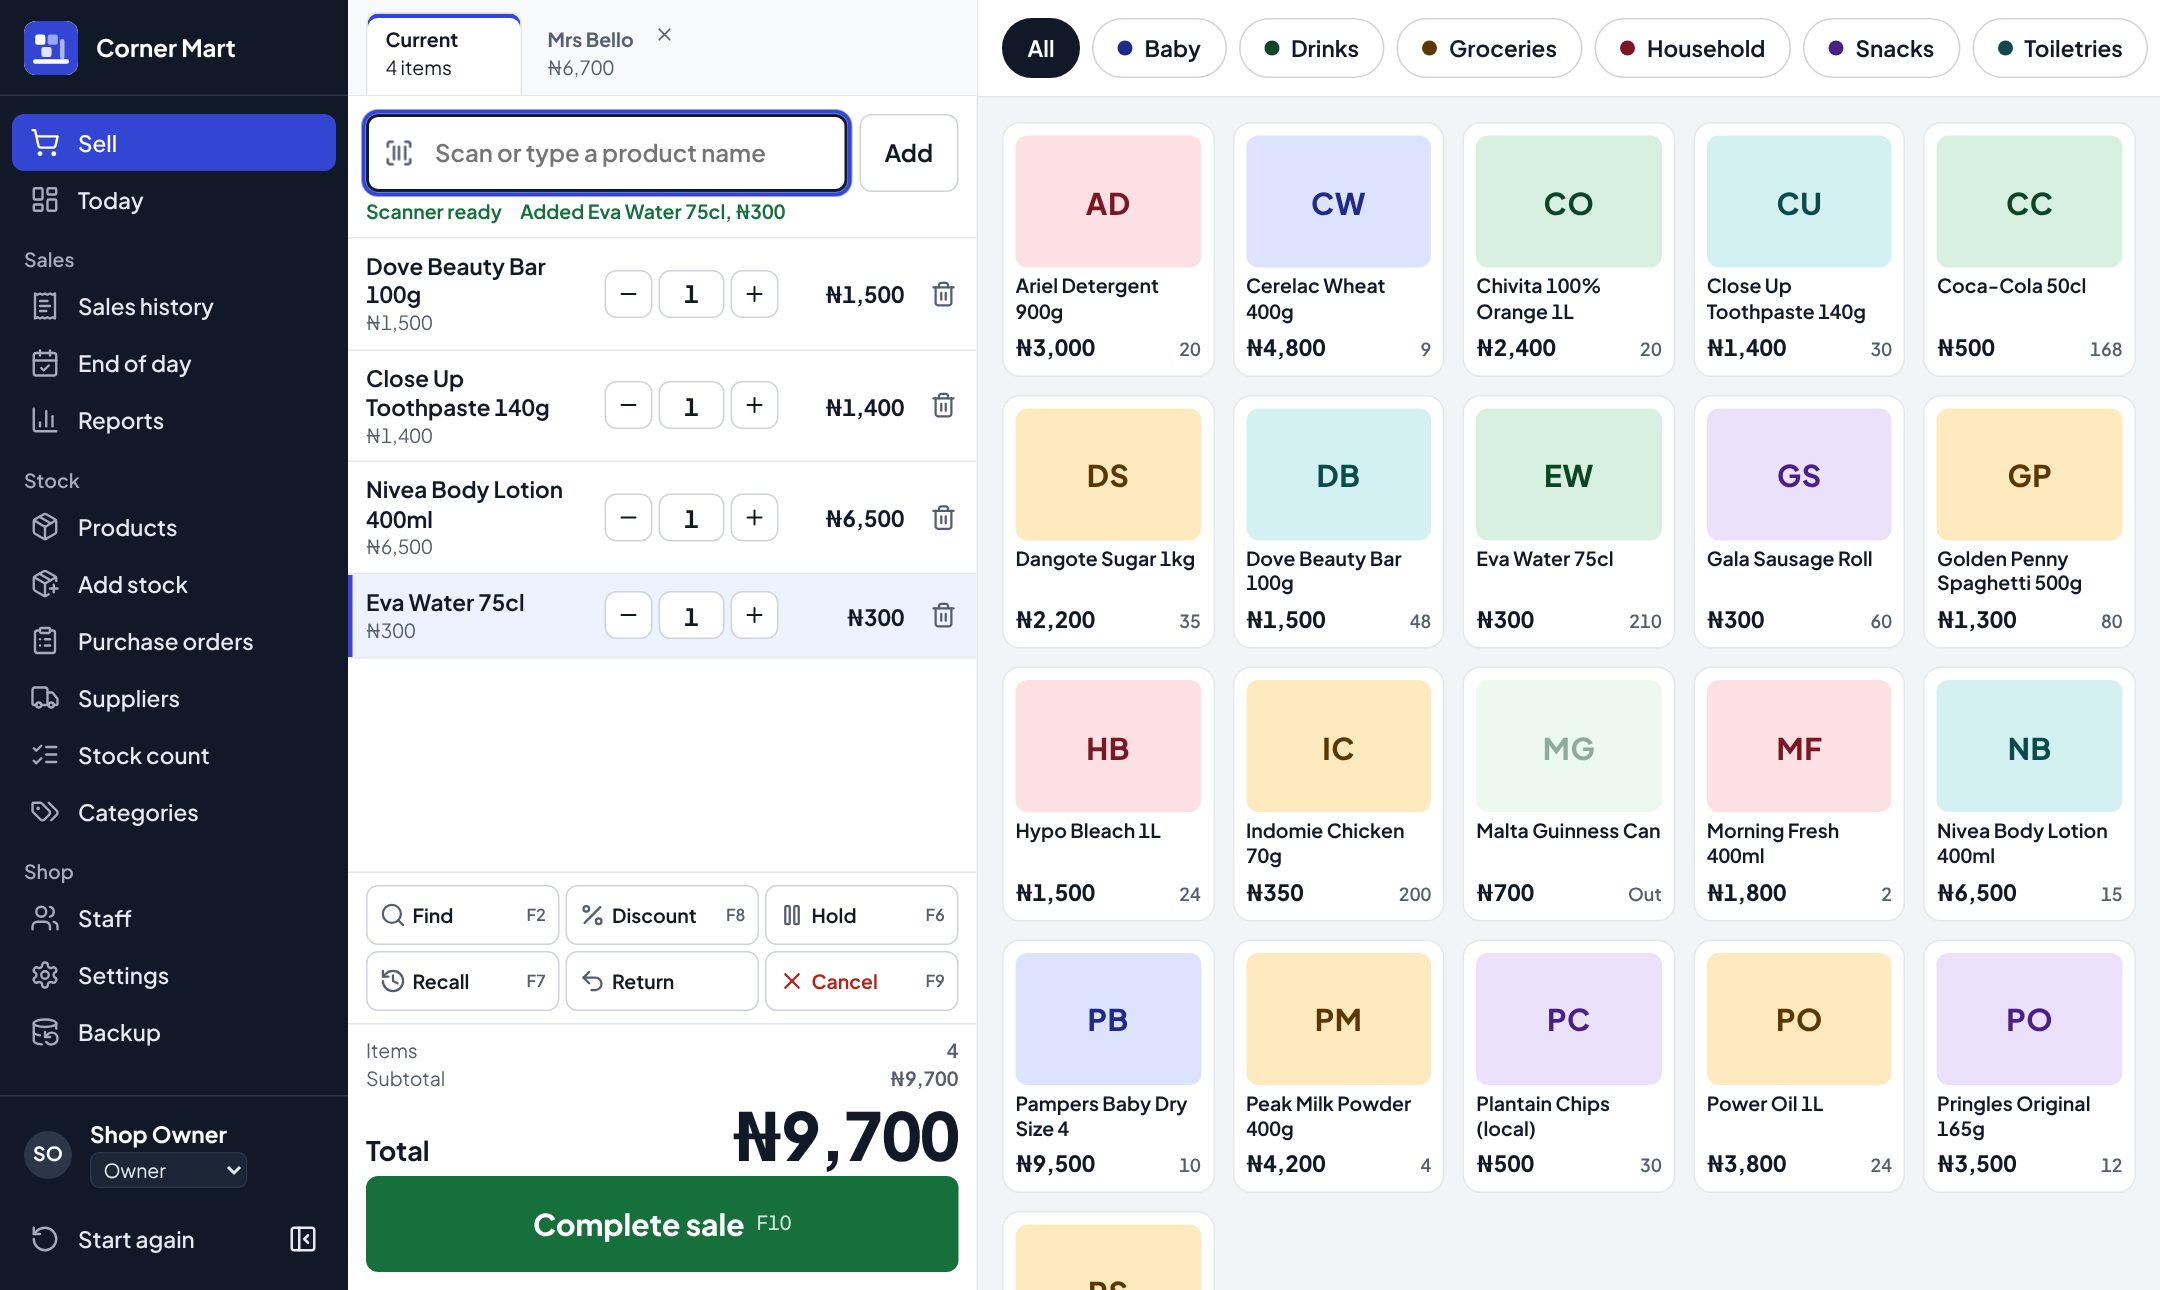 Corner Mart
Sell
Today
Sales
Sales history
End of day
Reports
Stock
Products
Add stock
Purchase orders
Suppliers
Stock count
Categories
Shop
Staff
Settings
Backup
SO
Shop Owner
Owner
Start again
Current
4 items
Mrs Bello
₦6,700
Scan or type a product name
Add
Scanner ready Added Eva Water 75cl, ₦300
Dove Beauty Bar
100g
₦1,500
1
₦1,500
Close Up
Toothpaste 140g
₦1,400
1
₦1,400
Nivea Body Lotion
400ml
₦6,500
1
₦6,500
Eva Water 75cl
₦300
1
₦300
Find F2
Discount F8
Hold F6
Recall F7
Return
Cancel F9
Items 4
Subtotal ₦9,700
Total ₦9,700
Complete sale F10
All
Baby
Drinks
Groceries
Household
Snacks
Toiletries
AD
Ariel Detergent
900g
₦3,000 20
CW
Cerelac Wheat
400g
₦4,800 9
CO
Chivita 100%
Orange 1L
₦2,400 20
CU
Close Up
Toothpaste 140g
₦1,400 30
CC
Coca-Cola 50cl
₦500 168
DS
Dangote Sugar 1kg
₦2,200 35
DB
Dove Beauty Bar
100g
₦1,500 48
EW
Eva Water 75cl
₦300 210
GS
Gala Sausage Roll
₦300 60
GP
Golden Penny
Spaghetti 500g
₦1,300 80
HB
Hypo Bleach 1L
₦1,500 24
IC
Indomie Chicken
70g
₦350 200
MG
Malta Guinness Can
₦700 Out
MF
Morning Fresh
400ml
₦1,800 2
NB
Nivea Body Lotion
400ml
₦6,500 15
PB
Pampers Baby Dry
Size 4
₦9,500 10
PM
Peak Milk Powder
400g
₦4,200 4
PC
Plantain Chips
(local)
₦500 30
PO
Power Oil 1L
₦3,800 24
PO
Pringles Original
165g
₦3,500 12